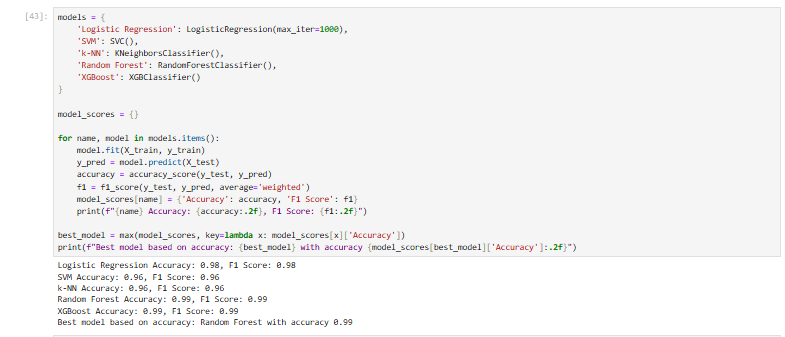 [43]:
models = {
    'Logistic Regression': LogisticRegression(max_iter=1000),
    'SVM': SVC(),
    'k-NN': KNeighborsClassifier(),
    'Random Forest': RandomForestClassifier(),
    'XGBoost': XGBClassifier()
}
model_scores = {}
for name, model in models.items():
    model.fit(X_train, y_train)
    y_pred = model.predict(X_test)
    accuracy = accuracy_score(y_test, y_pred)
    f1 = f1_score(y_test, y_pred, average='weighted')
    model_scores[name] = {'Accuracy': accuracy, 'F1 Score': f1}
    print(f"{name} Accuracy: {accuracy:.2f}, F1 Score: {f1:.2f}")
best_model = max(model_scores, key=lambda x: model_scores[x]['Accuracy'])
print(f"Best model based on accuracy: {best_model} with accuracy {model_scores[best_model]['Accuracy']:.2f}")
Logistic Regression Accuracy: 0.98, F1 Score: 0.98
SVM Accuracy: 0.96, F1 Score: 0.96
k-NN Accuracy: 0.96, F1 Score: 0.96
Random Forest Accuracy: 0.99, F1 Score: 0.99
XGBoost Accuracy: 0.99, F1 Score: 0.99
Best model based on accuracy: Random Forest with accuracy 0.99